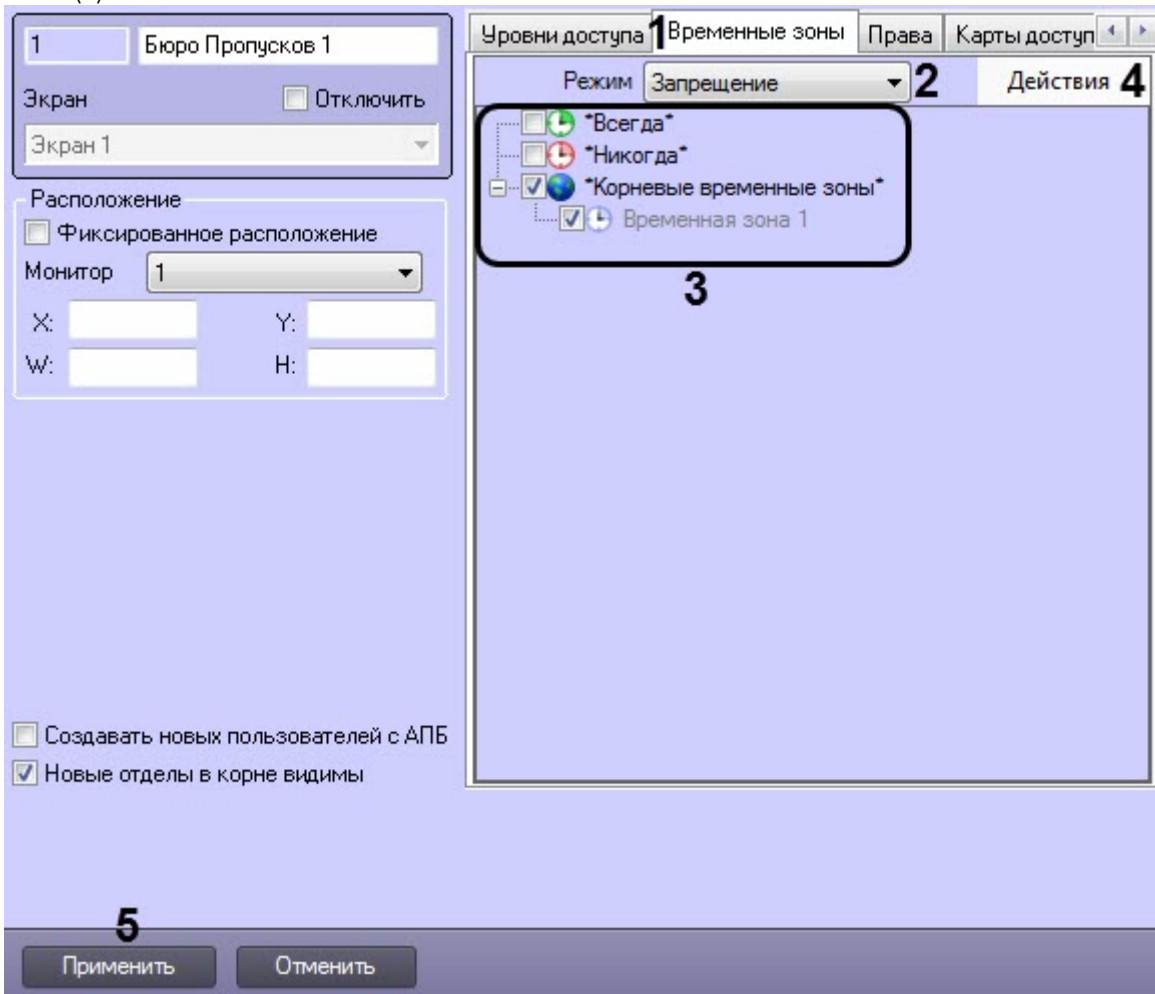 1 Бюро Пропусков 1
Экран Отключить
Экран 1
Расположение
Фиксированное расположение
Монитор 1
X: Y:
W: H:
Создавать новых пользователей с АПБ
Новые отделы в корне видимы
Уровни доступа 1 Временные зоны Права Карты доступ
Режим Запрещение 2 Действия 4
*Всегда*
*Никогда*
*Корневые временные зоны*
Временная зона 1
3
5
Применить Отменить